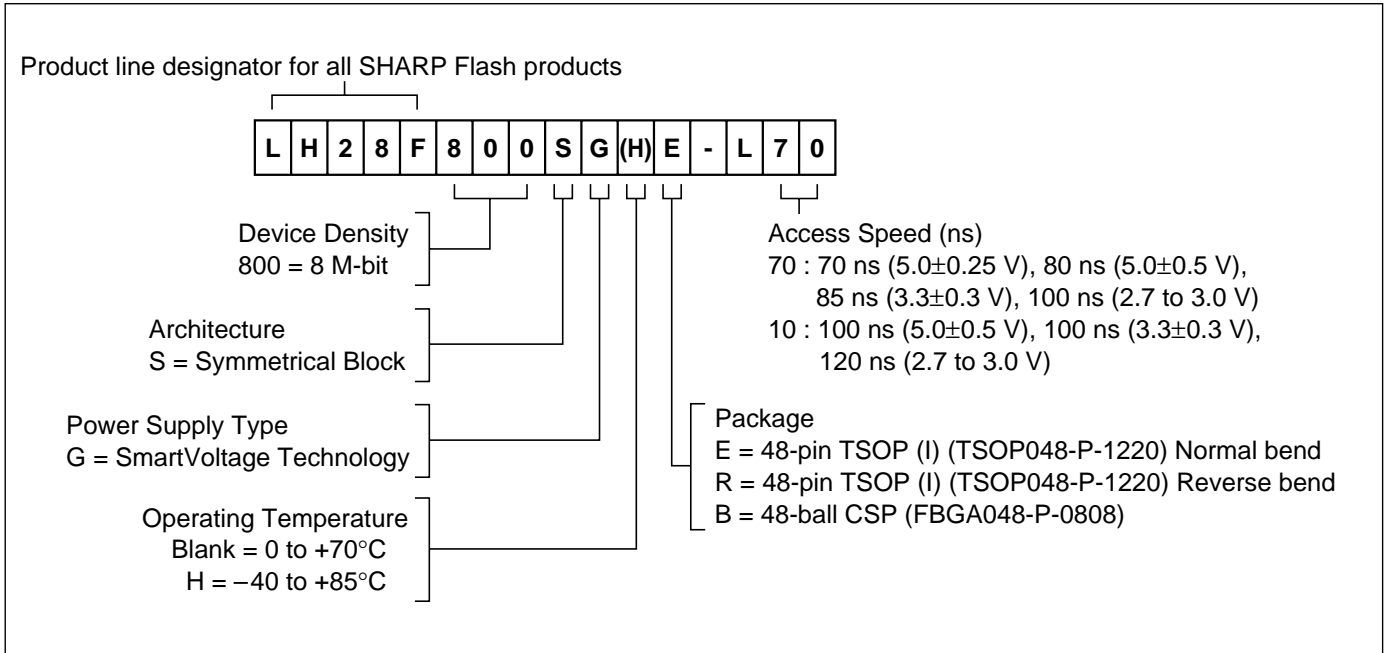 Product line designator for all SHARP Flash products
L H 2 8 F 8 0 0 S G (H) E - L 7 0
Device Density
800 = 8 M-bit
Architecture
S = Symmetrical Block
Power Supply Type
G = SmartVoltage Technology
Operating Temperature
Blank = 0 to +70°C
H = −40 to +85°C
Access Speed (ns)
70 : 70 ns (5.0±0.25 V), 80 ns (5.0±0.5 V),
85 ns (3.3±0.3 V), 100 ns (2.7 to 3.0 V)
10 : 100 ns (5.0±0.5 V), 100 ns (3.3±0.3 V),
120 ns (2.7 to 3.0 V)
Package
E = 48-pin TSOP (I) (TSOP048-P-1220) Normal bend
R = 48-pin TSOP (I) (TSOP048-P-1220) Reverse bend
B = 48-ball CSP (FBGA048-P-0808)